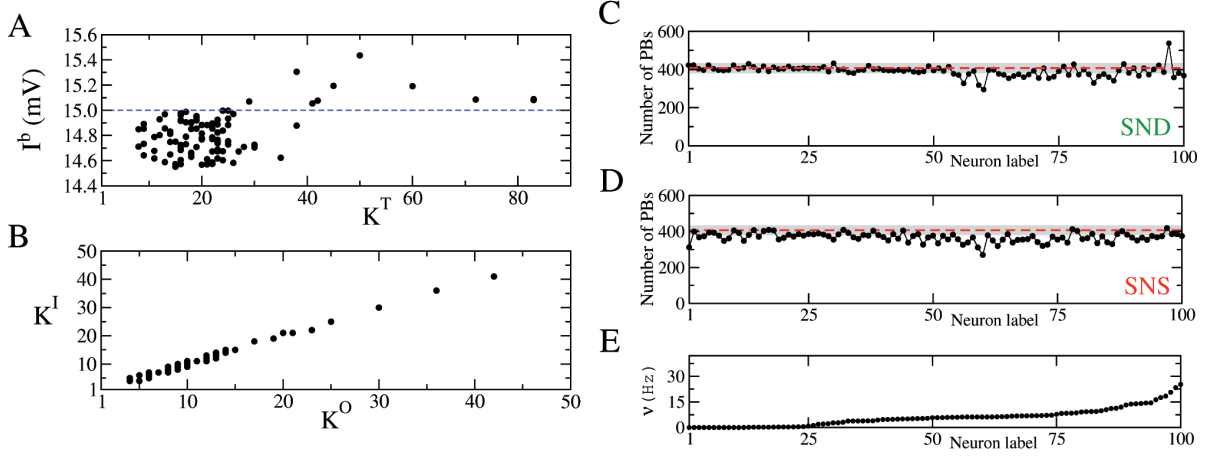 A
I^b (mV)
15.6
15.4
15.2
15.0
14.8
14.6
14.4
1
20
40
60
80
K^T
B
K^I
50
40
30
20
10
1
1
10
20
30
40
50
K^O
C
Number of PBs
600
400
200
0
SND
1
25
50
75
100
Neuron label
D
Number of PBs
600
400
200
0
SNS
1
25
50
75
100
Neuron label
E
ν (Hz)
30
15
0
1
25
50
75
100
Neuron label